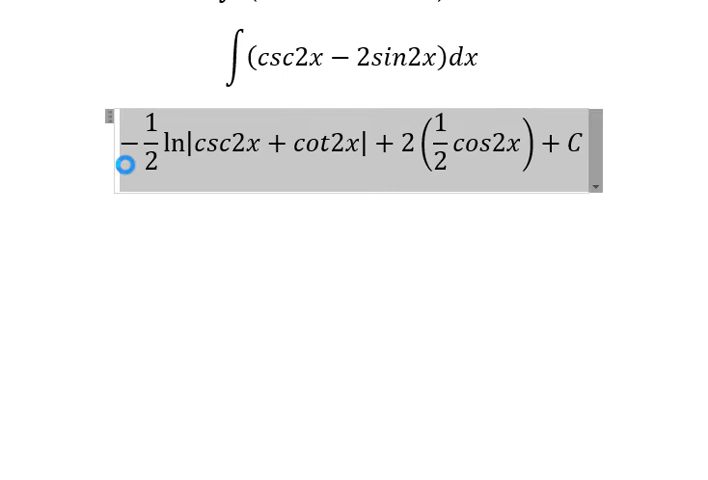 ∫(csc2x − 2sin2x)dx
−1/2 ln|csc2x + cot2x| + 2(1/2 cos2x) + C